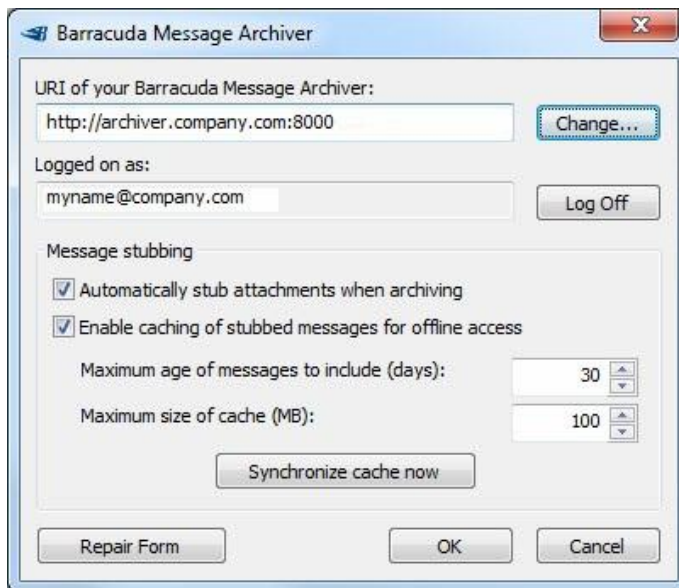 Barracuda Message Archiver
URI of your Barracuda Message Archiver:
http://archiver.company.com:8000
Change...
Logged on as:
myname@company.com
Log Off
Message stubbing
Automatically stub attachments when archiving
Enable caching of stubbed messages for offline access
Maximum age of messages to include (days):
30
Maximum size of cache (MB):
100
Synchronize cache now
Repair Form
OK
Cancel